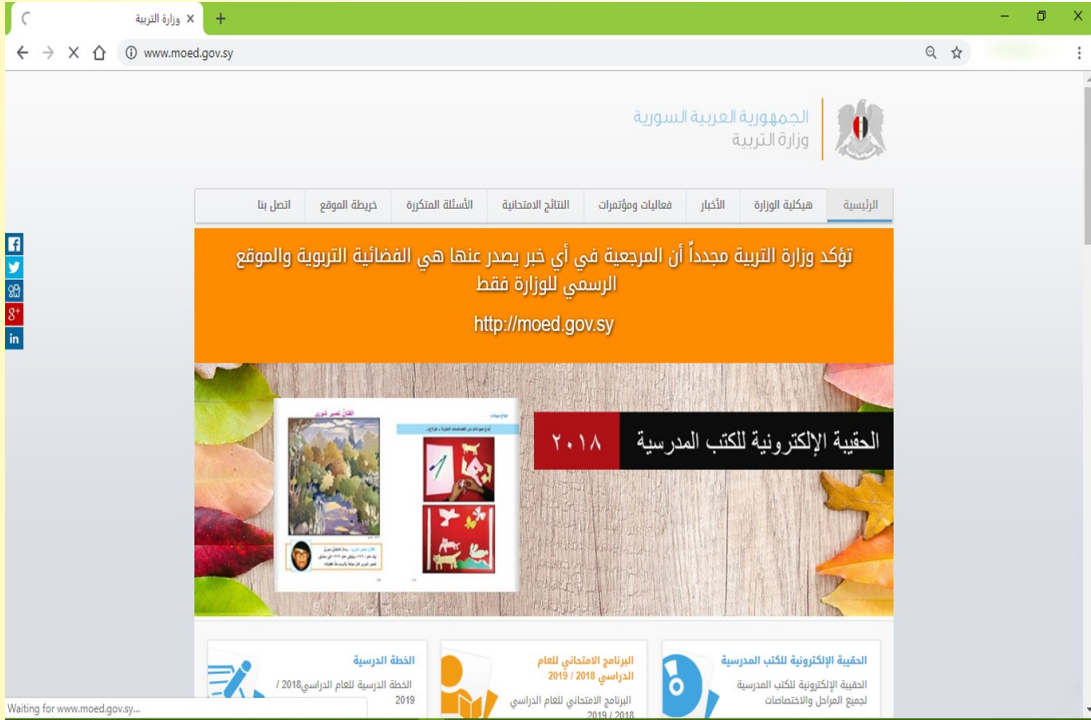 وزارة التربية
www.moed.gov.sy
الجمهورية العربية السورية
وزارة التربية
الرئيسية
هيكلية الوزارة
الأخبار
فعاليات ومؤتمرات
النتائج الامتحانية
الأسئلة المتكررة
خريطة الموقع
اتصل بنا
تؤكد وزارة التربية مجدداً أن المرجعية في أي خبر يصدر عنها هي الفضائية التربوية والموقع
الرسمي للوزارة فقط
http://moed.gov.sy
الحقيبة الإلكترونية للكتب المدرسية ٢٠١٨
الحقيبة الإلكترونية للكتب المدرسية
الحقيبة الإلكترونية للكتب المدرسية
لجميع المراحل والاختصاصات
البرنامج الامتحاني للعام
الدراسي 2018 / 2019
البرنامج الامتحاني للعام الدراسي
2018 / 2019
الخطة الدرسية
الخطة الدرسية للعام الدراسي2018 /
2019
Waiting for www.moed.gov.sy...